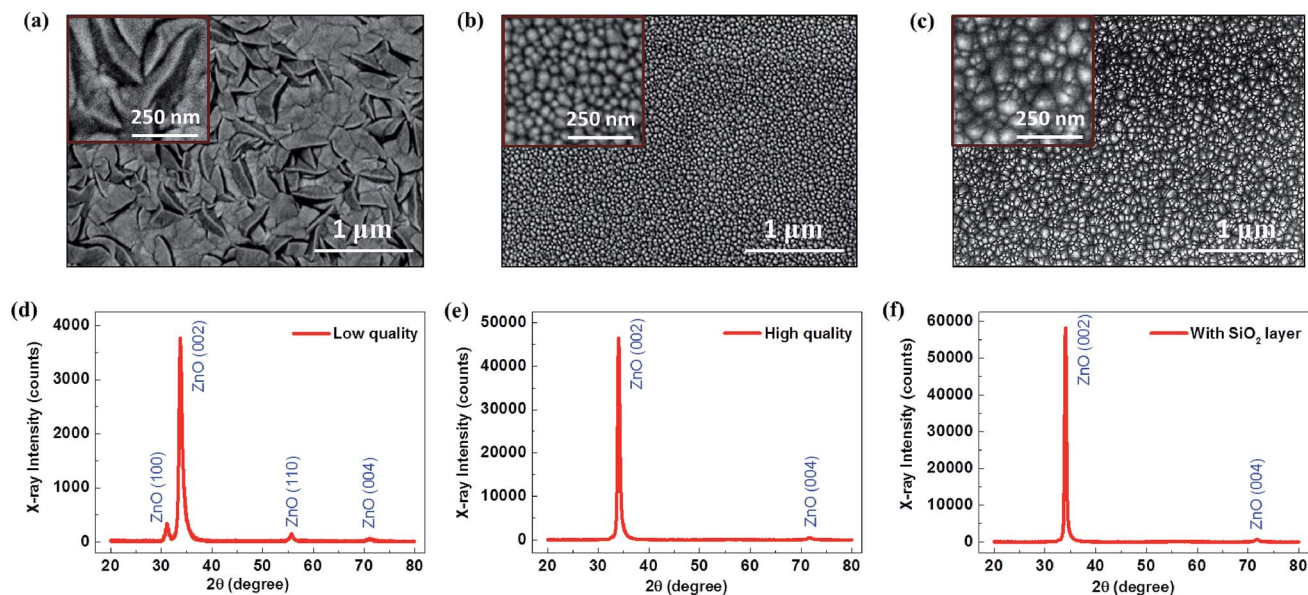 (a)
250 nm
1 µm
(b)
250 nm
1 µm
(c)
250 nm
1 µm
(d)
X-ray Intensity (counts)
4000
3000
2000
1000
0
20 30 40 50 60 70 80
2θ (degree)
Low quality
ZnO (100)
ZnO (002)
ZnO (110)
ZnO (004)
(e)
X-ray Intensity (counts)
50000
40000
30000
20000
10000
0
20 30 40 50 60 70 80
2θ (degree)
High quality
ZnO (002)
ZnO (004)
(f)
X-ray Intensity (counts)
60000
50000
40000
30000
20000
10000
0
20 30 40 50 60 70 80
2θ (degree)
With SiO₂ layer
ZnO (002)
ZnO (004)